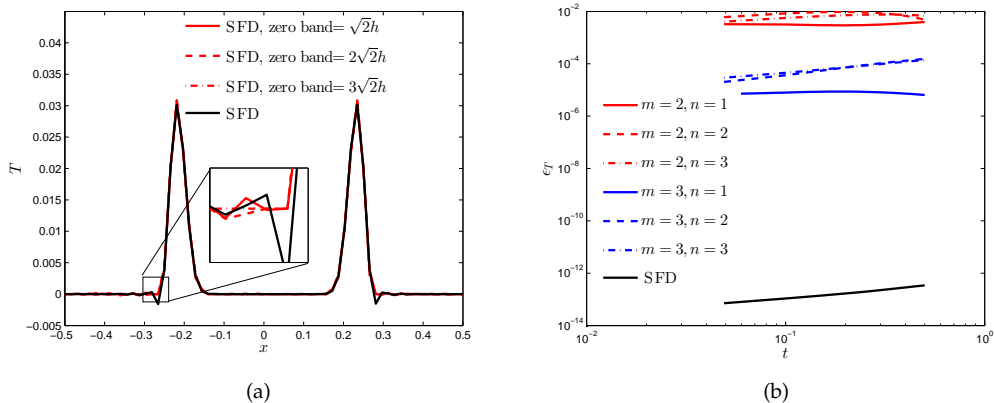 SFD, zero band= √2h
SFD, zero band= 2√2h
SFD, zero band= 3√2h
SFD
T
0.04
0.035
0.03
0.025
0.02
0.015
0.01
0.005
0
−0.005
−0.5 −0.4 −0.3 −0.2 −0.1 0 0.1 0.2 0.3 0.4 0.5
x
(a)
10^−2
10^−4
10^−6
10^−8
10^−10
10^−12
10^−14
ϵ_T
m = 2, n = 1
m = 2, n = 2
m = 2, n = 3
m = 3, n = 1
m = 3, n = 2
m = 3, n = 3
SFD
10^−2 10^−1 10^0
t
(b)